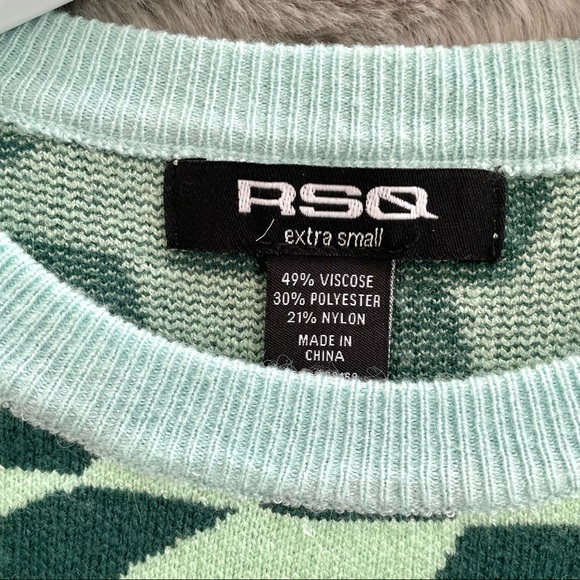 RSQ
extra small
49% VISCOSE
30% POLYESTER
21% NYLON
MADE IN
CHINA